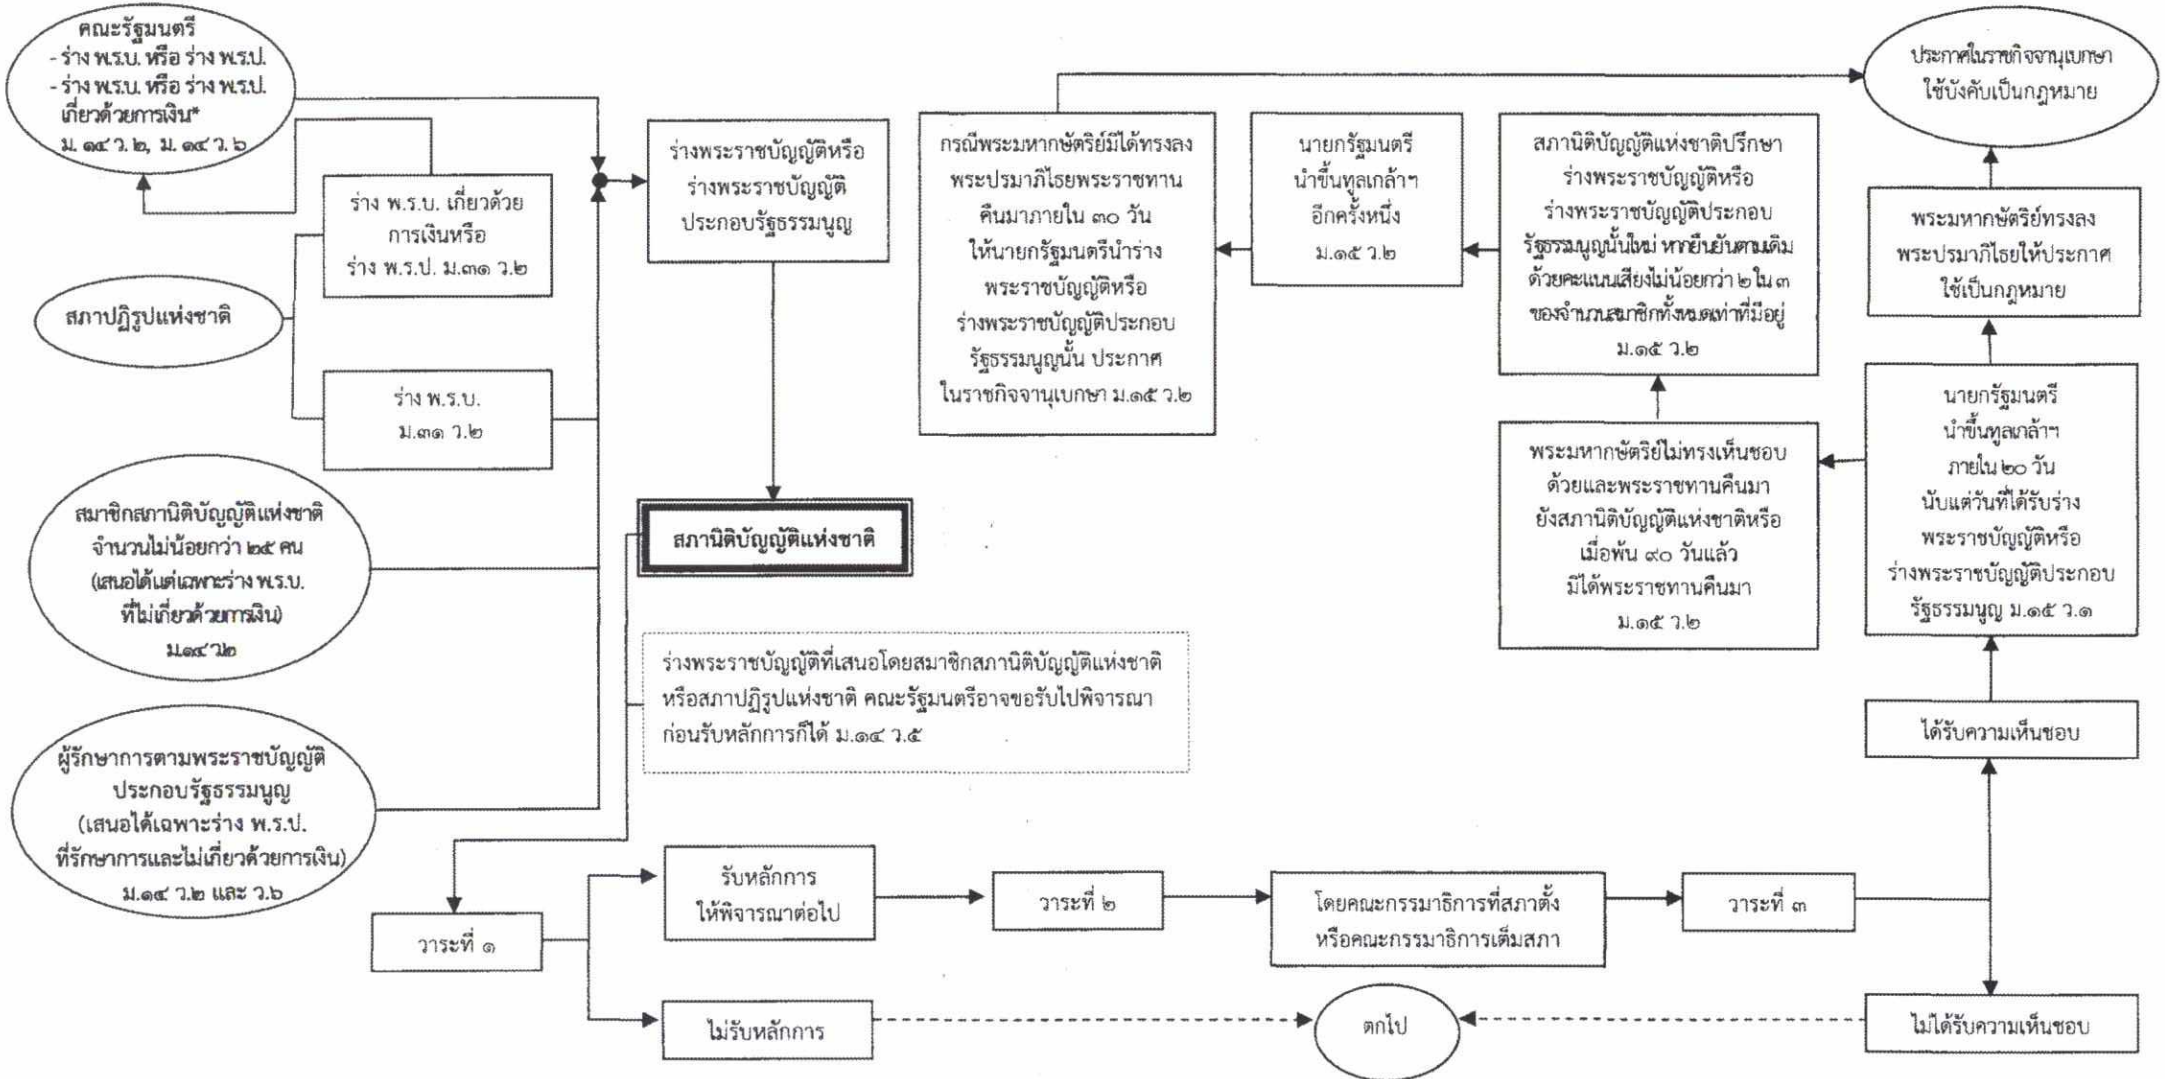 คณะรัฐมนตรี
- ร่าง พ.ร.บ. หรือ ร่าง พ.ร.ป.
- ร่าง พ.ร.บ. หรือ ร่าง พ.ร.ป.
เกี่ยวด้วยการเงิน*
ม. ๑๔ ว. ๒, ม. ๑๔ ว. ๖
ร่าง พ.ร.บ. เกี่ยวด้วย
การเงินหรือ
ร่าง พ.ร.ป. ม.๓๑ ว.๒
สภาปฏิรูปแห่งชาติ
ร่าง พ.ร.บ.
ม.๓๑ ว.๒
สมาชิกสภานิติบัญญัติแห่งชาติ
จำนวนไม่น้อยกว่า ๒๕ คน
(เสนอได้แต่เฉพาะร่าง พ.ร.บ.
ที่ไม่เกี่ยวด้วยการเงิน)
ม.๑๔ ว.๒
ผู้รักษาการตามพระราชบัญญัติ
ประกอบรัฐธรรมนูญ
(เสนอได้เฉพาะร่าง พ.ร.ป.
ที่รักษาการและไม่เกี่ยวด้วยการเงิน)
ม.๑๔ ว.๒ และ ว.๖
ร่างพระราชบัญญัติหรือ
ร่างพระราชบัญญัติ
ประกอบรัฐธรรมนูญ
สภานิติบัญญัติแห่งชาติ
ร่างพระราชบัญญัติที่เสนอโดยสมาชิกสภานิติบัญญัติแห่งชาติ
หรือสภาปฏิรูปแห่งชาติ คณะรัฐมนตรีอาจขอรับไปพิจารณา
ก่อนรับหลักการก็ได้ ม.๑๔ ว.๕
วาระที่ ๑
รับหลักการ
ให้พิจารณาต่อไป
ไม่รับหลักการ
วาระที่ ๒
โดยคณะกรรมาธิการที่สภาตั้ง
หรือคณะกรรมาธิการเต็มสภา
วาระที่ ๓
ตกไป
ไม่ได้รับความเห็นชอบ
ได้รับความเห็นชอบ
นายกรัฐมนตรี
นำขึ้นทูลเกล้าฯ
ภายใน ๒๐ วัน
นับแต่วันที่ได้รับร่าง
พระราชบัญญัติหรือ
ร่างพระราชบัญญัติประกอบ
รัฐธรรมนูญ ม.๑๕ ว.๑
พระมหากษัตริย์ทรงลง
พระปรมาภิไธยให้ประกาศ
ใช้เป็นกฎหมาย
ประกาศในราชกิจจานุเบกษา
ใช้บังคับเป็นกฎหมาย
พระมหากษัตริย์ไม่ทรงเห็นชอบ
ด้วยและพระราชทานคืนมา
ยังสภานิติบัญญัติแห่งชาติหรือ
เมื่อพ้น ๙๐ วันแล้ว
มิได้พระราชทานคืนมา
ม.๑๕ ว.๒
สภานิติบัญญัติแห่งชาติปรึกษา
ร่างพระราชบัญญัติหรือ
ร่างพระราชบัญญัติประกอบ
รัฐธรรมนูญนั้นใหม่ หากยืนยันตามเดิม
ด้วยคะแนนเสียงไม่น้อยกว่า ๒ ใน ๓
ของจำนวนสมาชิกทั้งหมดเท่าที่มีอยู่
ม.๑๕ ว.๒
นายกรัฐมนตรี
นำขึ้นทูลเกล้าฯ
อีกครั้งหนึ่ง
ม.๑๕ ว.๒
กรณีพระมหากษัตริย์มิได้ทรงลง
พระปรมาภิไธยพระราชทาน
คืนมาภายใน ๓๐ วัน
ให้นายกรัฐมนตรีนำร่าง
พระราชบัญญัติหรือ
ร่างพระราชบัญญัติประกอบ
รัฐธรรมนูญนั้น ประกาศ
ในราชกิจจานุเบกษา ม.๑๕ ว.๒